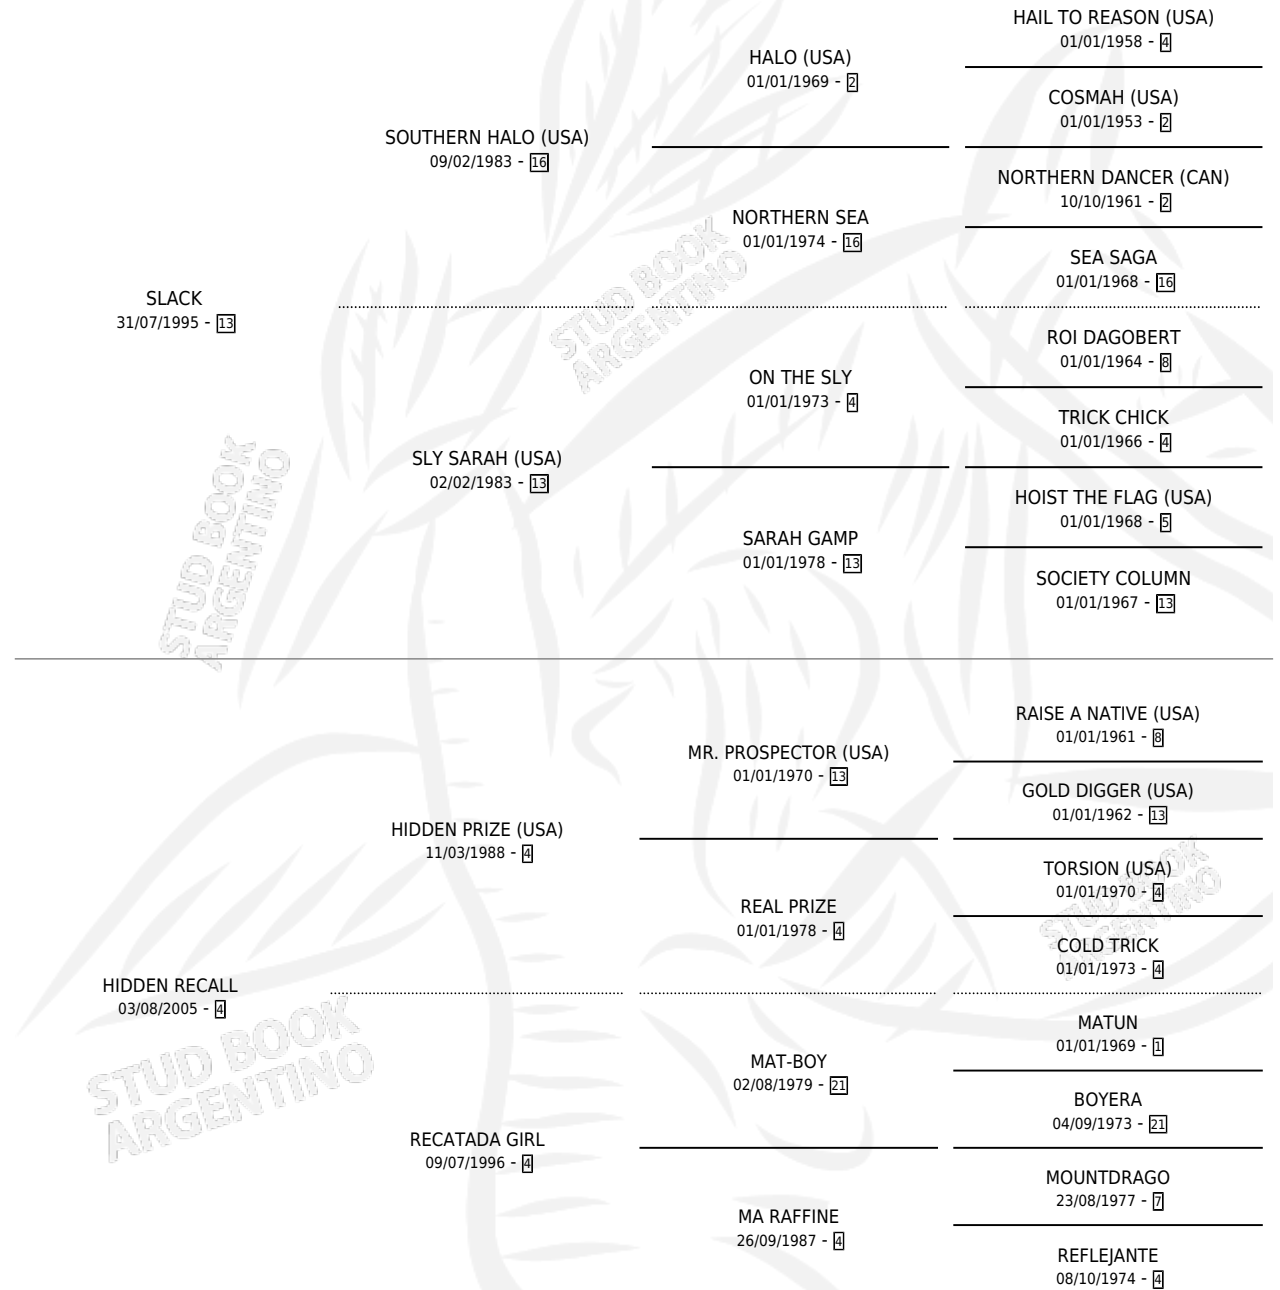 HAIL TO REASON (USA)
01/01/1958 - 4
HALO (USA)
01/01/1969 - 2
COSMAH (USA)
01/01/1953 - 2
SOUTHERN HALO (USA)
09/02/1983 - 16
NORTHERN DANCER (CAN)
10/10/1961 - 2
NORTHERN SEA
01/01/1974 - 16
SEA SAGA
01/01/1968 - 16
SLACK
31/07/1995 - 13
STUD BOOK
ARGENTINO
ROI DAGOBERT
01/01/1964 - 8
ON THE SLY
01/01/1973 - 4
TRICK CHICK
01/01/1966 - 4
SLY SARAH (USA)
02/02/1983 - 13
HOIST THE FLAG (USA)
01/01/1968 - 5
SARAH GAMP
01/01/1978 - 13
SOCIETY COLUMN
01/01/1967 - 13
STUD BOOK
ARGENTINO
RAISE A NATIVE (USA)
01/01/1961 - 8
MR. PROSPECTOR (USA)
01/01/1970 - 13
GOLD DIGGER (USA)
01/01/1962 - 13
HIDDEN PRIZE (USA)
11/03/1988 - 4
TORSION (USA)
01/01/1970 - 4
REAL PRIZE
01/01/1978 - 4
COLD TRICK
01/01/1973 - 4
STUD BOOK
ARGENTINO
HIDDEN RECALL
03/08/2005 - 4
MATUN
01/01/1969 - 1
MAT-BOY
02/08/1979 - 21
BOYERA
04/09/1973 - 21
STUD BOOK
ARGENTINO
RECATADA GIRL
09/07/1996 - 4
MOUNTDRAGO
23/08/1977 - 7
MA RAFFINE
26/09/1987 - 4
REFLEJANTE
08/10/1974 - 4